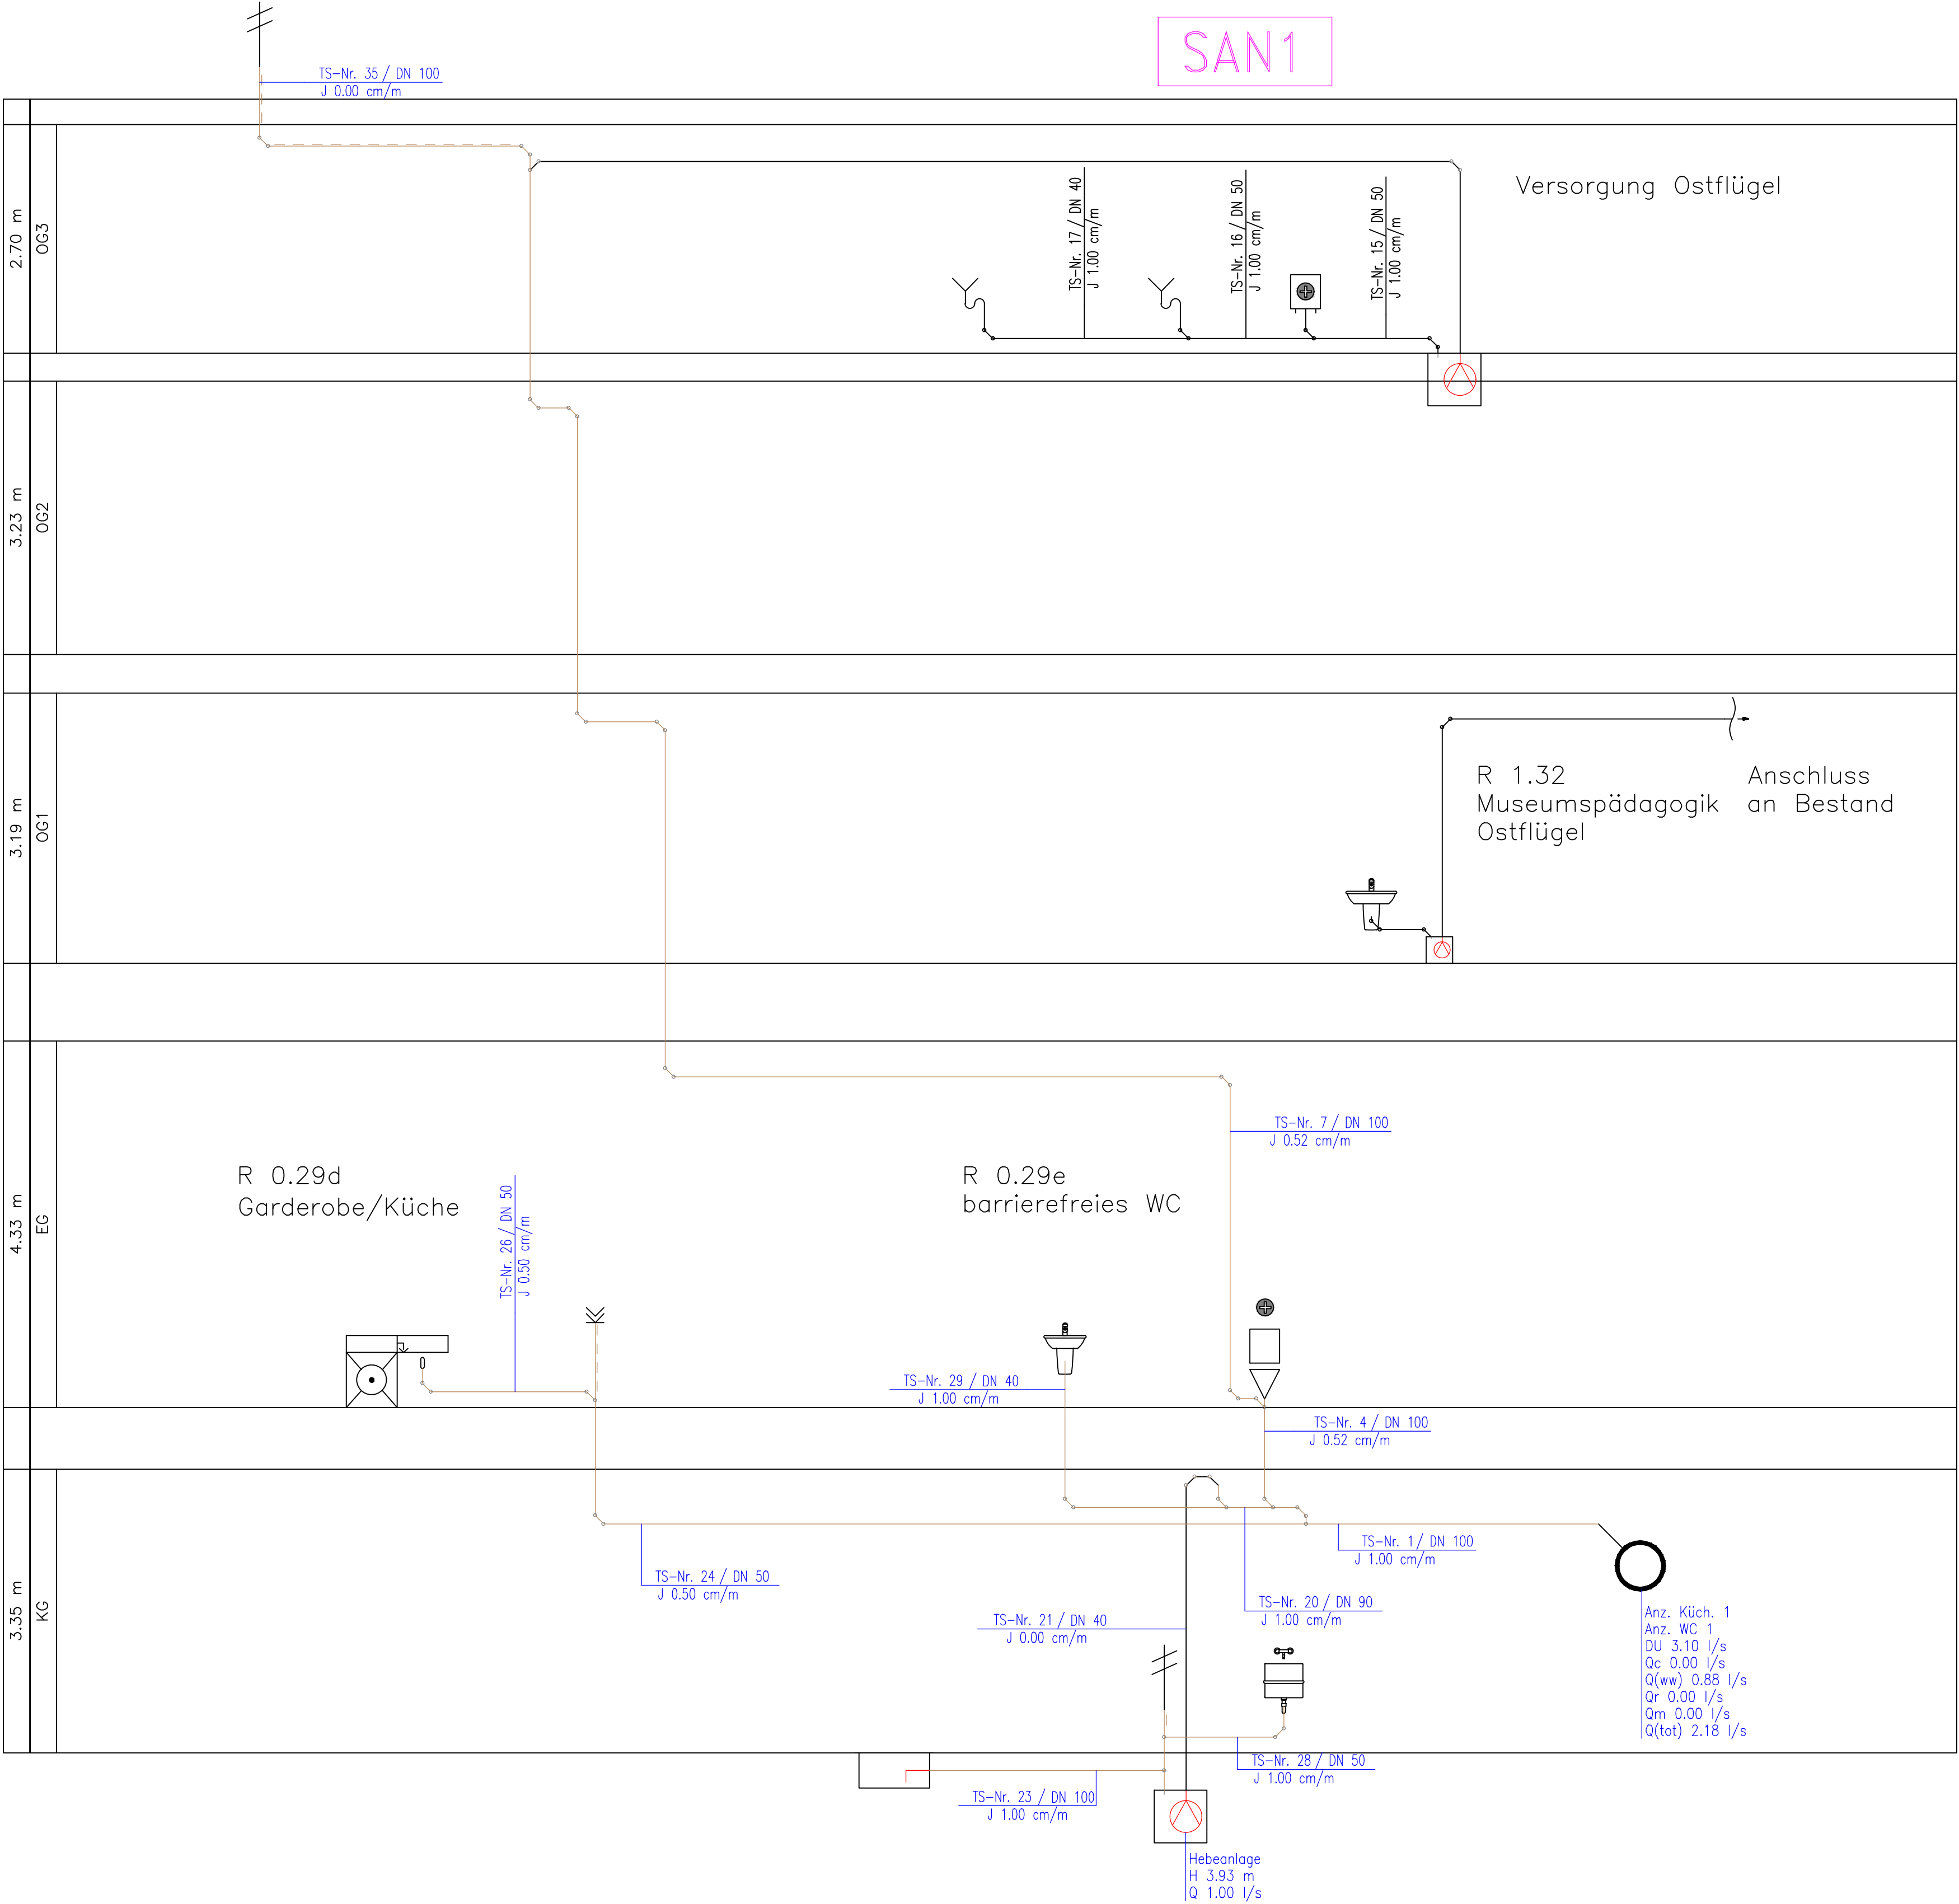 SAN1
TS-Nr. 35 / DN 100
J 0.00 cm/m
2.70 m
OG3
TS-Nr. 17 / DN 40
J 1.00 cm/m
TS-Nr. 16 / DN 50
J 1.00 cm/m
TS-Nr. 15 / DN 50
J 1.00 cm/m
Versorgung Ostflügel
3.23 m
OG2
3.19 m
OG1
R 1.32
Museumspädagogik
Ostflügel
Anschluss
an Bestand
4.33 m
EG
TS-Nr. 7 / DN 100
J 0.52 cm/m
R 0.29d
Garderobe/Küche
TS-Nr. 26 / DN 50
J 0.50 cm/m
R 0.29e
barrierefreies WC
TS-Nr. 29 / DN 40
J 1.00 cm/m
TS-Nr. 4 / DN 100
J 0.52 cm/m
3.35 m
KG
TS-Nr. 1 / DN 100
J 1.00 cm/m
TS-Nr. 24 / DN 50
J 0.50 cm/m
TS-Nr. 20 / DN 90
J 1.00 cm/m
TS-Nr. 21 / DN 40
J 0.00 cm/m
Anz. Küch. 1
Anz. WC 1
DU 3.10 l/s
Qc 0.00 l/s
Q(ww) 0.88 l/s
Qr 0.00 l/s
Qm 0.00 l/s
Q(tot) 2.18 l/s
TS-Nr. 28 / DN 50
J 1.00 cm/m
TS-Nr. 23 / DN 100
J 1.00 cm/m
Hebeanlage
H 3.93 m
Q 1.00 l/s